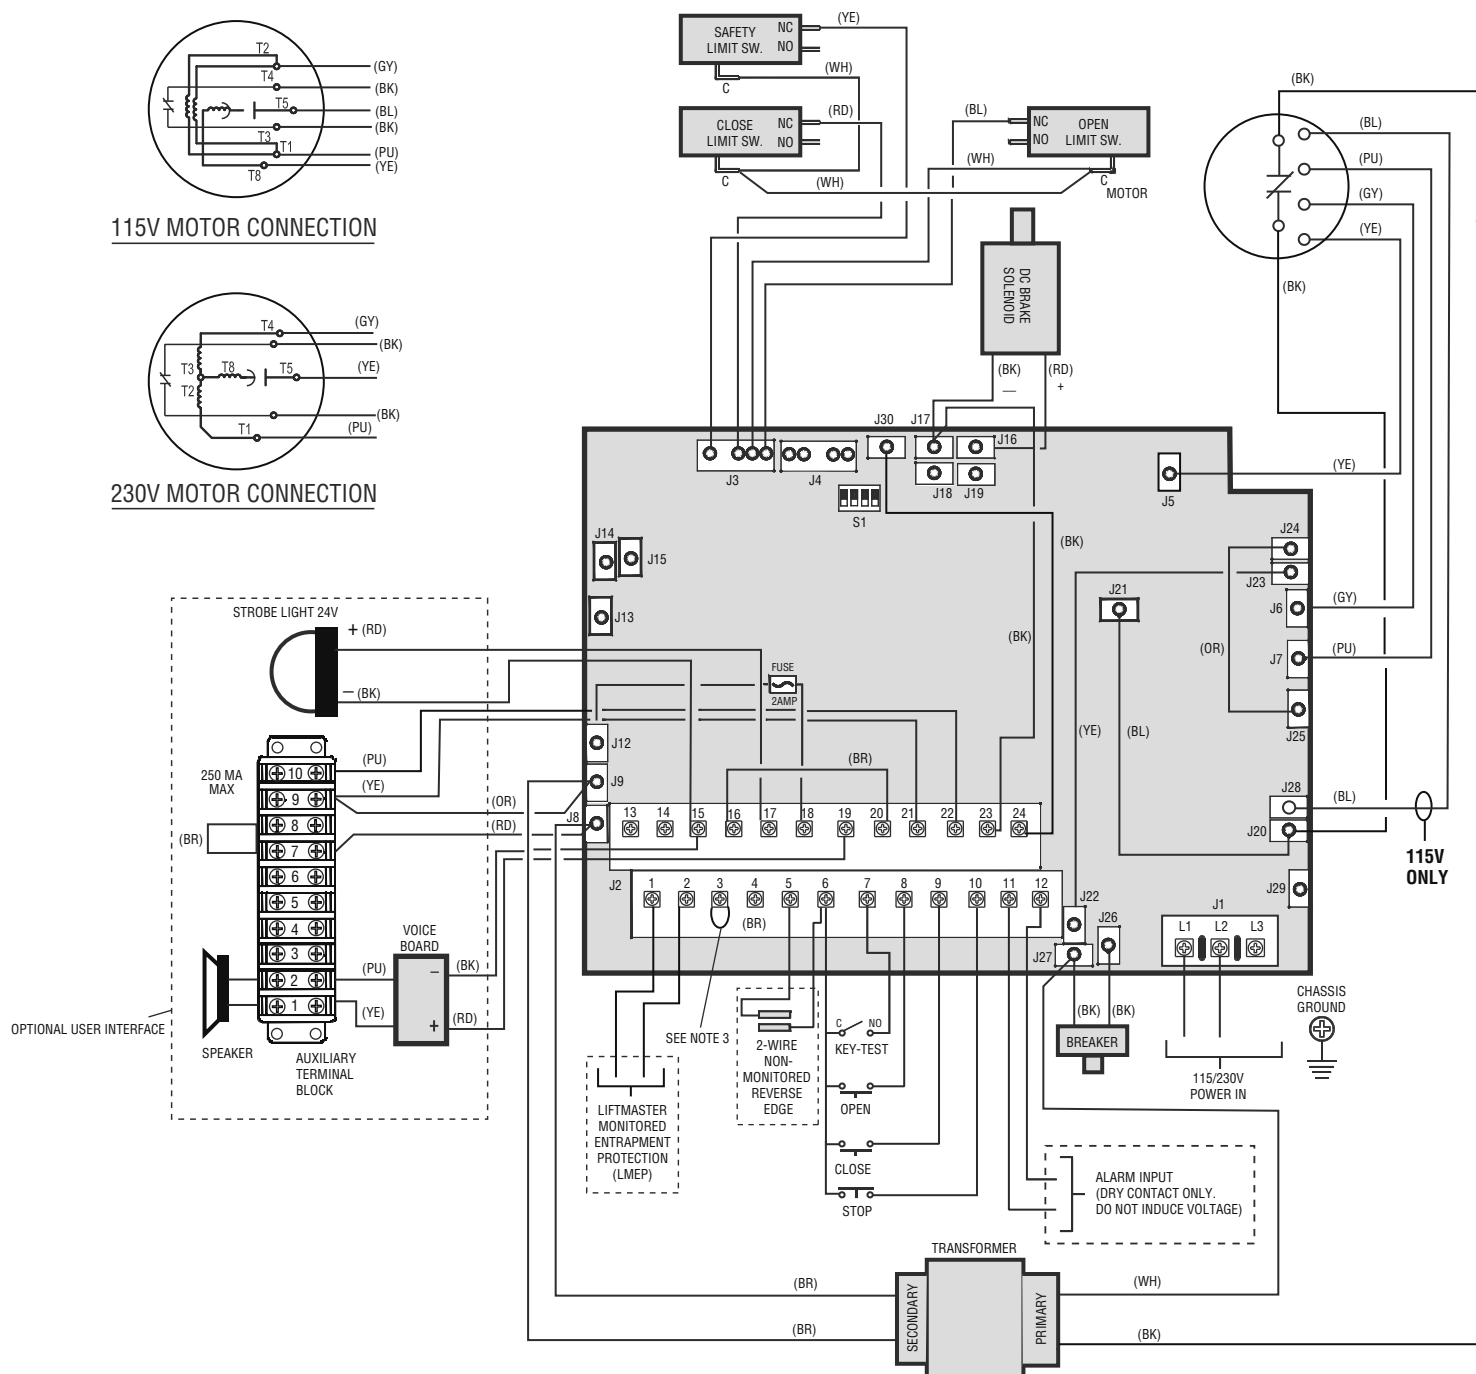 T2
(GY)
T4
(BK)
T5
(BL)
(BK)
T3
T1
(PU)
(YE)
T8
115V MOTOR CONNECTION
T4
(GY)
(BK)
T3
T8
T5
(YE)
T2
(BK)
T1
(PU)
230V MOTOR CONNECTION
SAFETY
LIMIT SW.
NC
NO
(YE)
C
(WH)
CLOSE
LIMIT SW.
NC
NO
(RD)
C
(WH)
(BL)
NC
NO
OPEN
LIMIT SW.
(WH)
C
MOTOR
(BK)
(BL)
(PU)
(GY)
(YE)
(BK)
DC BRAKE
SOLENOID
(BK)
—
(RD)
+
J30
J17
J16
J3
J4
J18
J19
S1
J5
(YE)
(BK)
J14
J15
J13
J24
J23
J21
J6
(GY)
(BK)
(OR)
J7
(PU)
J25
(YE)
(BL)
FUSE
2AMP
J12
J9
J8
(BR)
J28
(BL)
J20
115V
ONLY
J29
13
14
15
16
17
18
19
20
21
22
23
24
J2
1
2
3
4
5
6
7
8
9
10
11
12
(BR)
J22
J26
J27
J1
L1
L2
L3
STROBE LIGHT 24V
+ (RD)
— (BK)
250 MA
MAX
(PU)
(YE)
(OR)
(RD)
(BR)
10
9
8
7
6
5
4
3
2
1
VOICE
BOARD
(PU)
–
(BK)
(YE)
+
(RD)
OPTIONAL USER INTERFACE
SPEAKER
AUXILIARY
TERMINAL
BLOCK
SEE NOTE 3
LIFTMASTER
MONITORED
ENTRAPMENT
PROTECTION
(LMEP)
2-WIRE
NON-
MONITORED
REVERSE
EDGE
C
NO
KEY-TEST
OPEN
CLOSE
STOP
(BK)
(BK)
BREAKER
115/230V
POWER IN
CHASSIS
GROUND
ALARM INPUT
(DRY CONTACT ONLY.
DO NOT INDUCE VOLTAGE)
TRANSFORMER
(BR)
(BR)
SECONDARY
PRIMARY
(WH)
(BK)